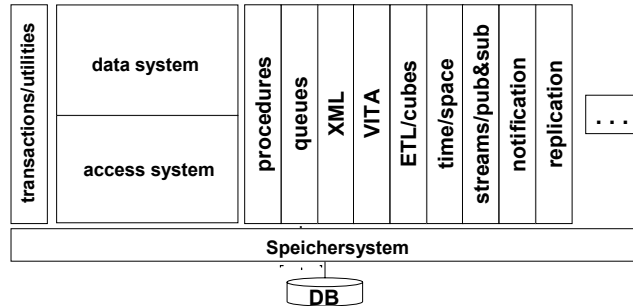 transactions/utilities
data system
access system
procedures
queues
XML
VITA
ETL/cubes
time/space
streams/pub&sub
notification
replication
. . .
Speichersystem
DB